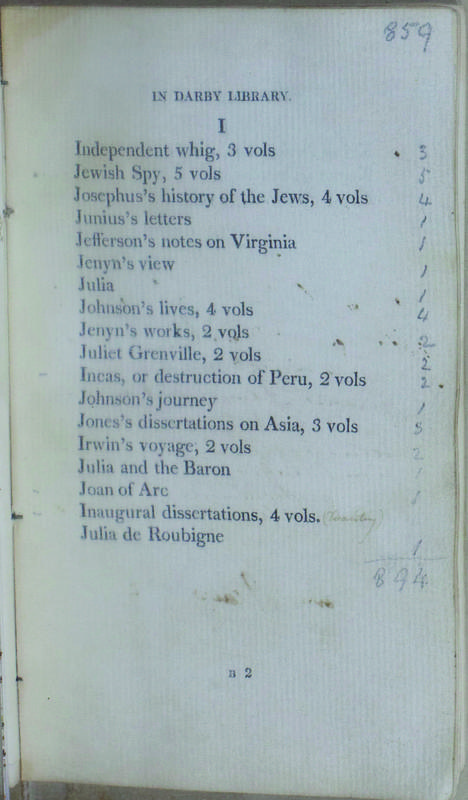 859
IN DARBY LIBRARY.
I
Independent whig, 3 vols 3
Jewish Spy, 5 vols 5
Josephus's history of the Jews, 4 vols 4
Junius's letters 1
Jefferson's notes on Virginia 1
Jenyn's view 1
Julia 1
Johnson's lives, 4 vols 4
Jenyn's works, 2 vols 2
Juliet Grenville, 2 vols 2
Incas, or destruction of Peru, 2 vols 2
Johnson's journey 1
Jones's dissertations on Asia, 3 vols 3
Irwin's voyage, 2 vols 2
Julia and the Baron 1
Joan of Arc 1
Inaugural dissertations, 4 vols.
Julia de Roubigne 1
894
B 2